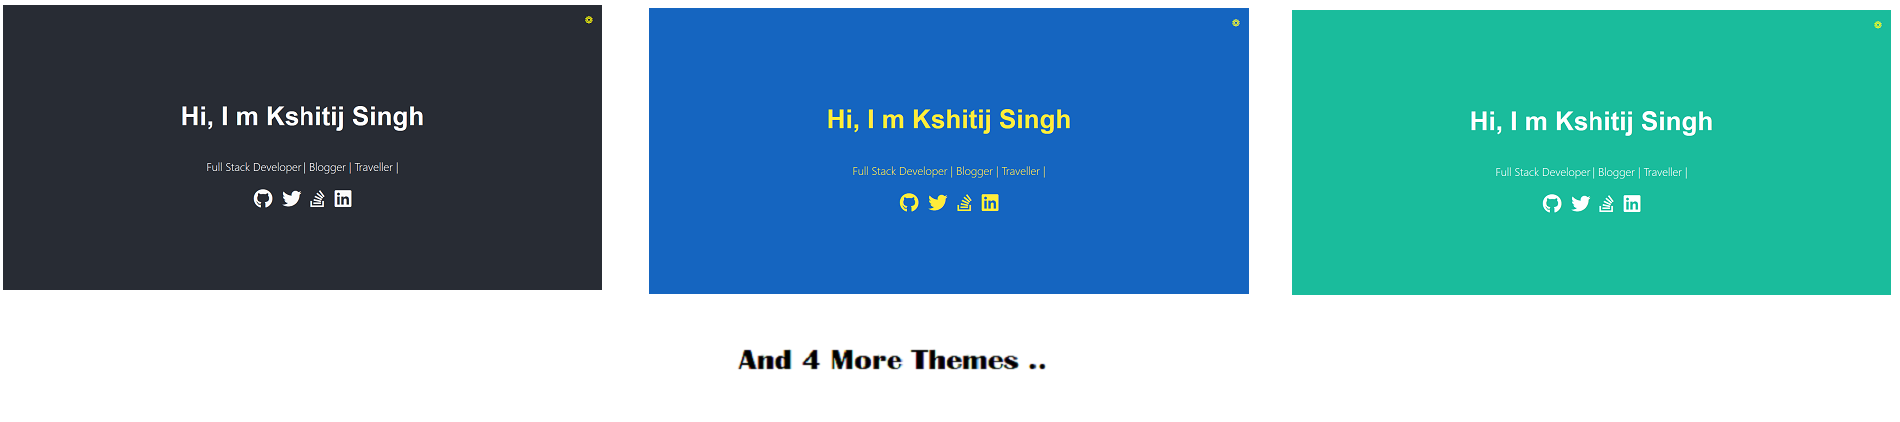 Hi, I m Kshitij Singh
Full Stack Developer | Blogger | Traveller |
Hi, I m Kshitij Singh
Full Stack Developer | Blogger | Traveller |
Hi, I m Kshitij Singh
Full Stack Developer | Blogger | Traveller |
And 4 More Themes ..